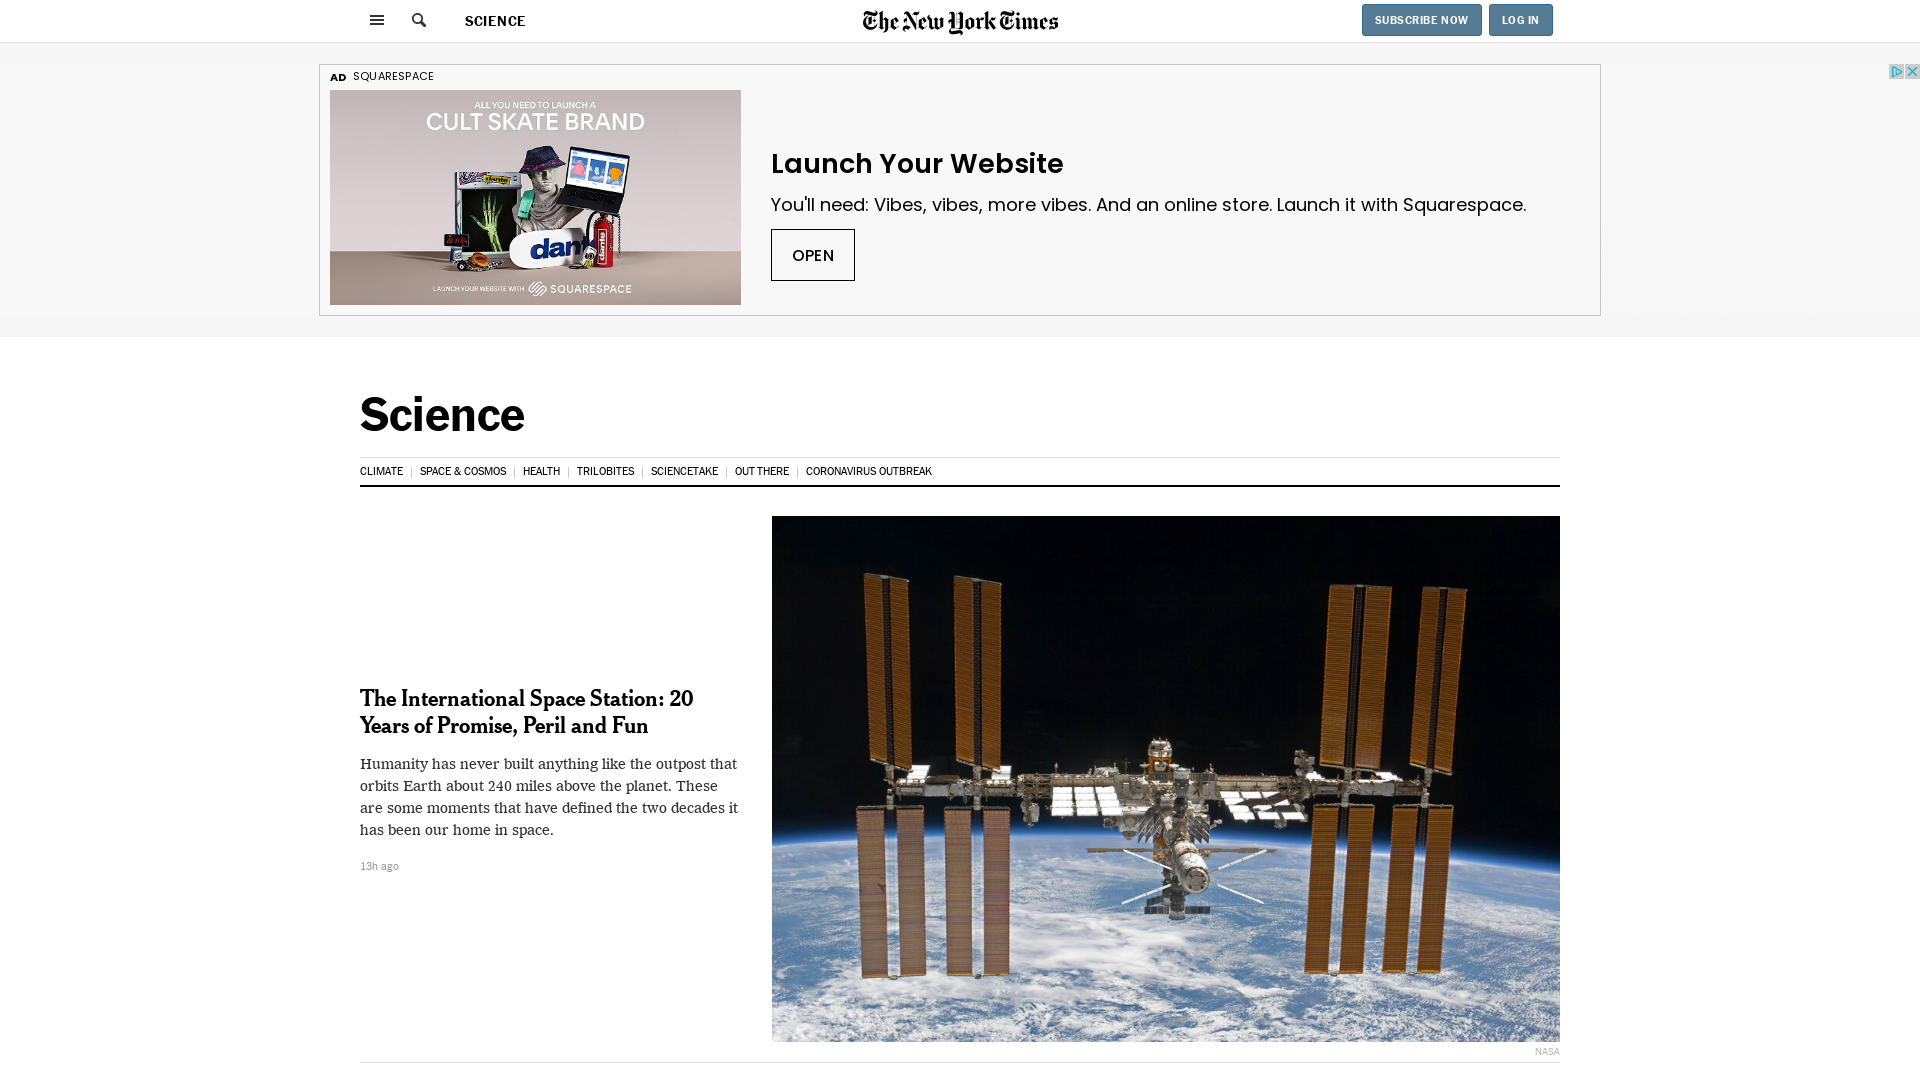 SCIENCE
The New York Times
SUBSCRIBE NOW
LOG IN
AD SQUARESPACE
ALL YOU NEED TO LAUNCH A
CULT SKATE BRAND
dante
LAUNCH YOUR WEBSITE WITH SQUARESPACE
Launch Your Website
You'll need: Vibes, vibes, more vibes. And an online store. Launch it with Squarespace.
OPEN
Science
CLIMATE
SPACE & COSMOS
HEALTH
TRILOBITES
SCIENCETAKE
OUT THERE
CORONAVIRUS OUTBREAK
The International Space Station: 20
Years of Promise, Peril and Fun
Humanity has never built anything like the outpost that
orbits Earth about 240 miles above the planet. These
are some moments that have defined the two decades it
has been our home in space.
13h ago
NASA